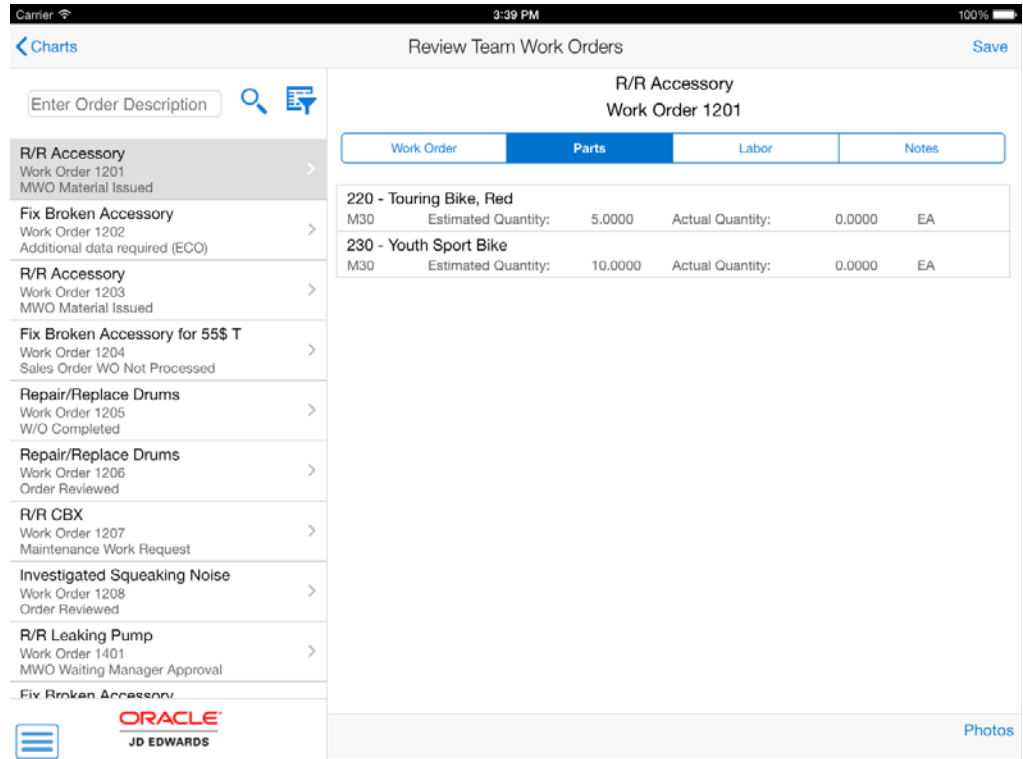 Carrier 3:39 PM 100%
Charts Review Team Work Orders Save
Enter Order Description
R/R Accessory
Work Order 1201
MWO Material Issued
Fix Broken Accessory
Work Order 1202
Additional data required (ECO)
R/R Accessory
Work Order 1203
MWO Material Issued
Fix Broken Accessory for 55$ T
Work Order 1204
Sales Order WO Not Processed
Repair/Replace Drums
Work Order 1205
W/O Completed
Repair/Replace Drums
Work Order 1206
Order Reviewed
R/R CBX
Work Order 1207
Maintenance Work Request
Investigated Squeaking Noise
Work Order 1208
Order Reviewed
R/R Leaking Pump
Work Order 1401
MWO Waiting Manager Approval
Fix Broken Accessory
ORACLE
JD EDWARDS
R/R Accessory
Work Order 1201
Work Order Parts Labor Notes
220 - Touring Bike, Red
M30 Estimated Quantity: 5.0000 Actual Quantity: 0.0000 EA
230 - Youth Sport Bike
M30 Estimated Quantity: 10.0000 Actual Quantity: 0.0000 EA
Photos